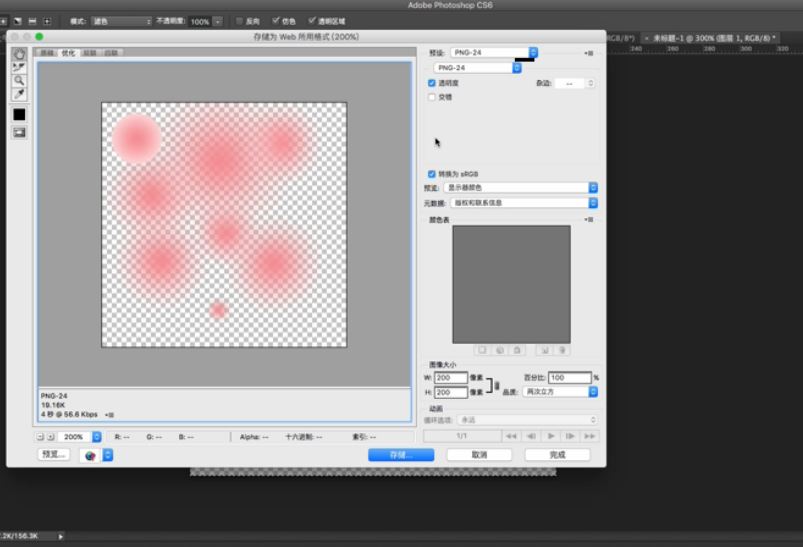 Adobe Photoshop CS6
模式: 滤色 不透明度: 100% 反向 仿色 透明区域
存储为 Web 所用格式 (200%)
RGB/8*) × 未标题-1 @ 300% (图层 1, RGB/8) *
240 260 280 300 320
原稿 优化 双联 四联
预设: PNG-24
PNG-24
透明度 杂边: --
交错
转换为 sRGB
预览: 显示器颜色
元数据: 版权和联系信息
颜色表
图像大小
W: 200 像素 百分比: 100 %
H: 200 像素 品质: 两次立方
动画
循环选项: 永远
1/1
PNG-24
19.16K
4 秒 @ 56.6 Kbps
200% R: -- G: -- B: -- Alpha: -- 十六进制: -- 索引: --
预览... 存储... 取消 完成
.2K/156.3K